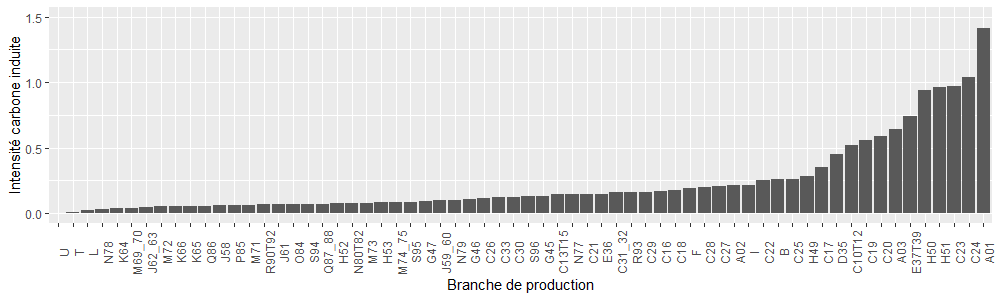 Intensité carbone induite
1.5
1.0
0.5
0.0
U
T
L
N78
K64
M69_70
J62_63
M72
K66
K65
Q86
J58
P85
M71
R90T92
J61
O84
S94
Q87_88
H52
N80T82
M73
H53
M74_75
S95
G47
J59_60
N79
G46
C26
C33
C30
S96
G45
C13T15
N77
C21
E36
C31_32
R93
C29
C16
C18
F
C28
C27
A02
I
C22
B
C25
H49
C17
D35
C10T12
C19
C20
A03
E37T39
H50
H51
C23
C24
A01
Branche de production